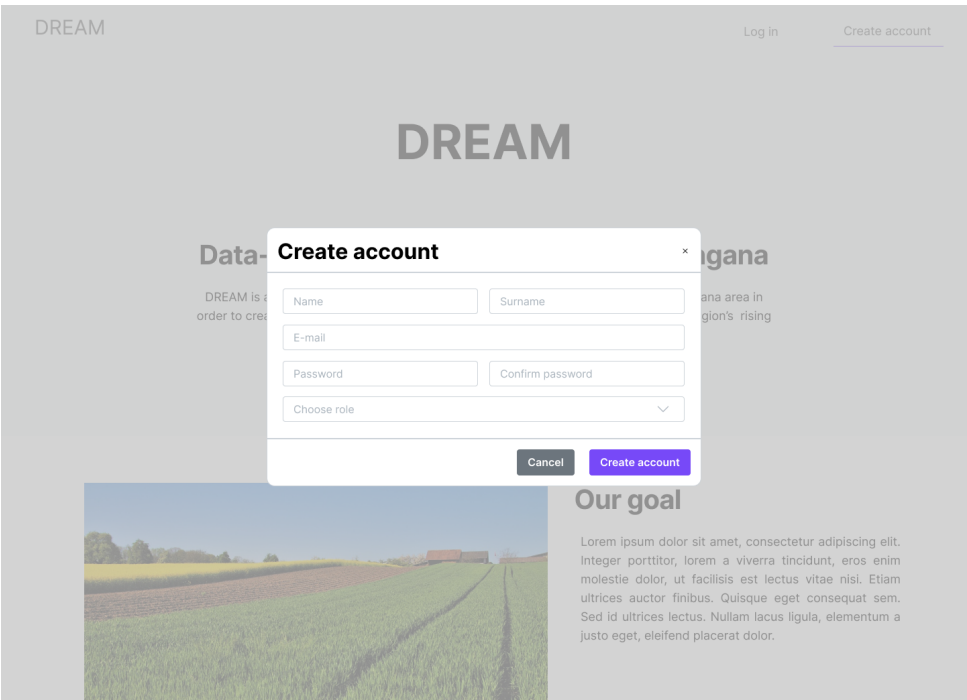 DREAM
Log in
Create account
DREAM
Data-
Create account
×
ngana
DREAM is a
ana area in
order to crea
gion's rising
Name
Surname
E-mail
Password
Confirm password
Choose role
Cancel
Create account
Our goal
Lorem ipsum dolor sit amet, consectetur adipiscing elit.
Integer porttitor, lorem a viverra tincidunt, eros enim
molestie dolor, ut facilisis est lectus vitae nisi. Etiam
ultrices auctor finibus. Quisque eget consequat sem.
Sed id ultrices lectus. Nullam lacus ligula, elementum a
justo eget, eleifend placerat dolor.